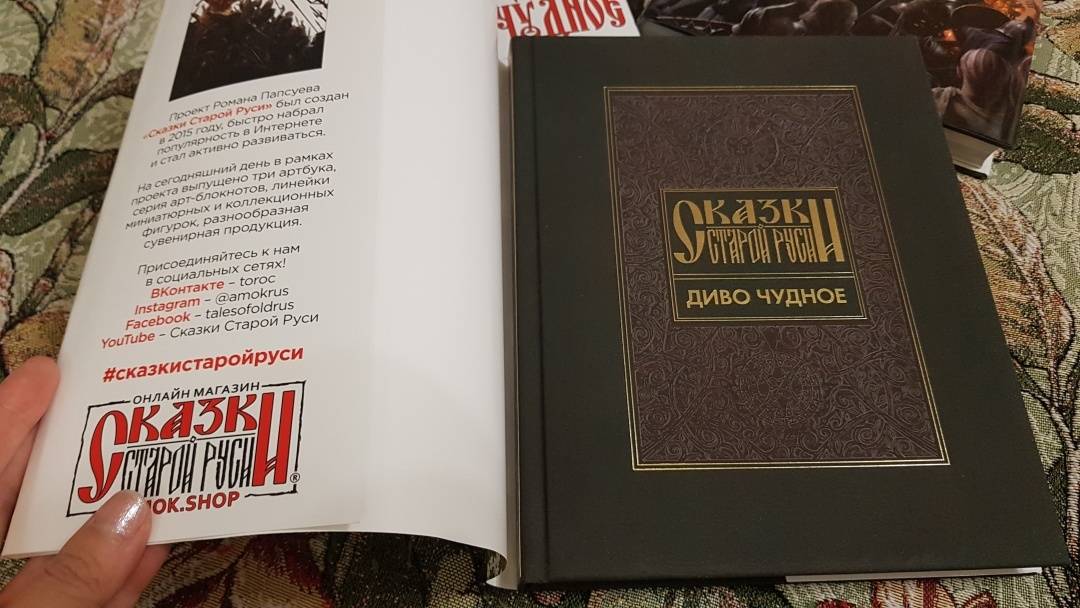 Проект Романа Папсуева
«Сказки Старой Руси» был создан
в 2015 году, быстро набрал
популярность в Интернете
и стал активно развиваться.
На сегодняшний день в рамках
проекта выпущено три артбука,
серия арт-блокнотов, линейки
миниатюрных и коллекционных
фигурок, разнообразная
сувенирная продукция.
Присоединяйтесь к нам
в социальных сетях!
ВКонтакте – toroc
Instagram – @amokrus
Facebook – talesofoldrus
YouTube – Сказки Старой Руси
#сказкистаройруси
ОНЛАЙН МАГАЗИН
СКАЗКИ
СТАРОЙ РУСИ
®
.SHOP
ЧУДНОЕ
СКАЗКИ
СТАРОЙ РУСИ
ДИВО ЧУДНОЕ